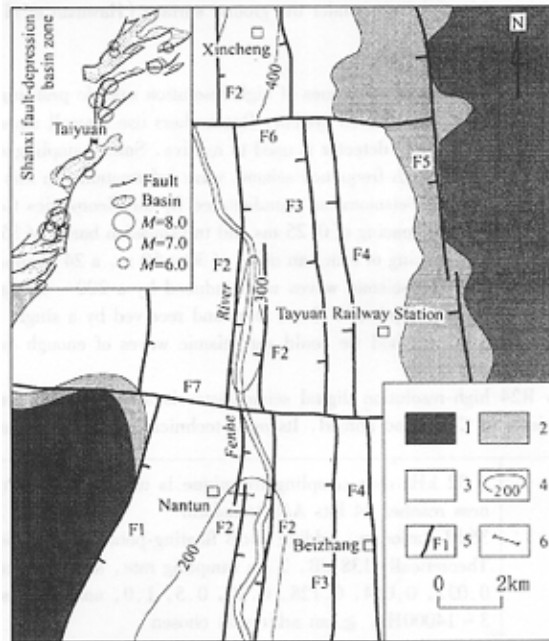 Shanxi fault-depression
basin zone
Taiyuan
Fault
Basin
M=8.0
M=7.0
M=6.0
Xincheng
400
N
F2
F6
F5
F3
F2
F4
River
300
Tayuan Railway Station
F2
F7
Fenhe
Nantun
F1
F2
F2
F4
200
Beizhang
F3
1
2
3
200
4
F1
5
6
0 2km